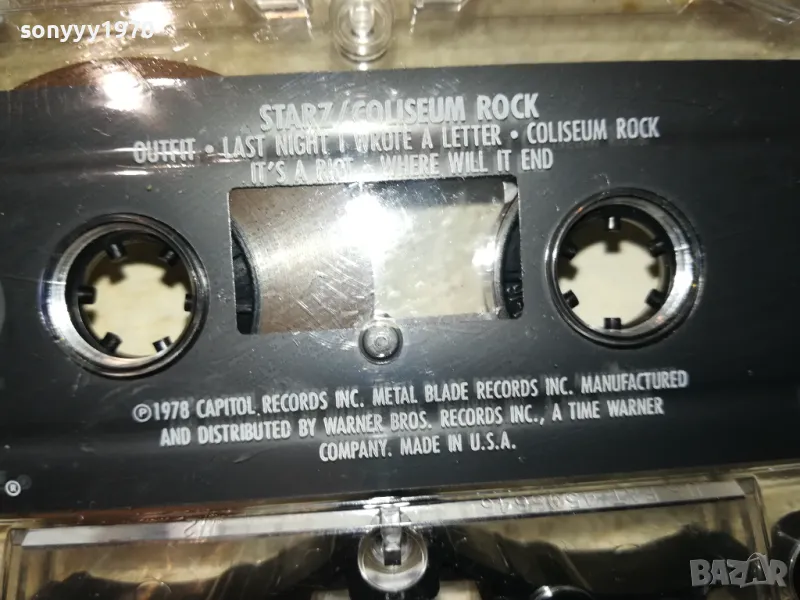 sonyyy1978
STARZ/COLISEUM ROCK
OUTFIT • LAST NIGHT I WROTE A LETTER • COLISEUM ROCK
IT'S A RIOT • WHERE WILL IT END
℗1978 CAPITOL RECORDS INC. METAL BLADE RECORDS INC. MANUFACTURED
AND DISTRIBUTED BY WARNER BROS. RECORDS INC., A TIME WARNER
COMPANY. MADE IN U.S.A.
®
BAZAR